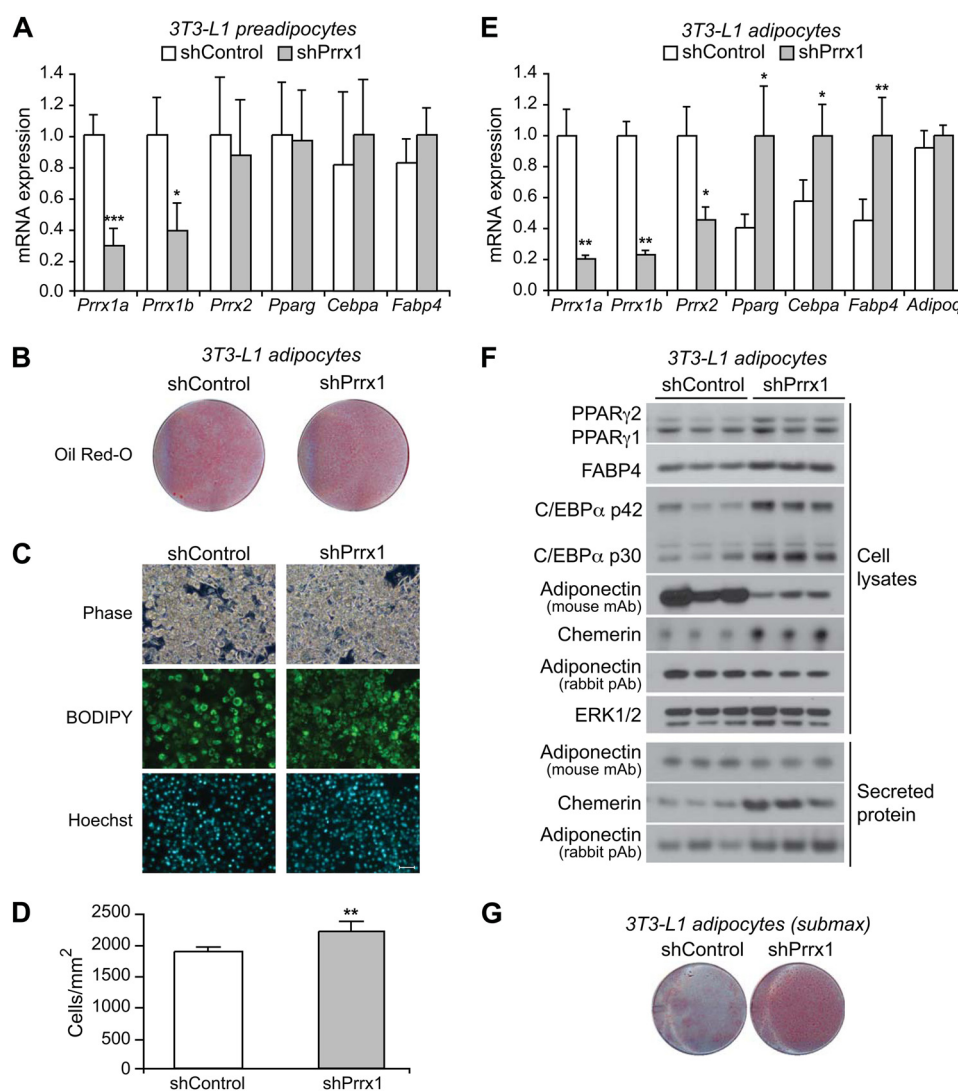 A
3T3-L1 preadipocytes
shControl shPrrx1
mRNA expression
1.4
1.2
1.0
0.8
0.6
0.4
0.2
0.0
*** *
Prrx1a Prrx1b Prrx2 Pparg Cebpa Fabp4
B
3T3-L1 adipocytes
shControl shPrrx1
Oil Red-O
C
shControl shPrrx1
Phase
BODIPY
Hoechst
D
Cells/mm2
2500
2000
1500
1000
500
0
**
shControl shPrrx1
E
3T3-L1 adipocytes
shControl shPrrx1
mRNA expression
1.4
1.2
1.0
0.8
0.6
0.4
0.2
0.0
** ** * * * **
Prrx1a Prrx1b Prrx2 Pparg Cebpa Fabp4 Adipoq
F
3T3-L1 adipocytes
shControl shPrrx1
PPARγ2
PPARγ1
FABP4
C/EBPα p42
C/EBPα p30
Adiponectin
(mouse mAb)
Chemerin
Adiponectin
(rabbit pAb)
ERK1/2
Cell
lysates
Adiponectin
(mouse mAb)
Chemerin
Adiponectin
(rabbit pAb)
Secreted
protein
G
3T3-L1 adipocytes (submax)
shControl shPrrx1